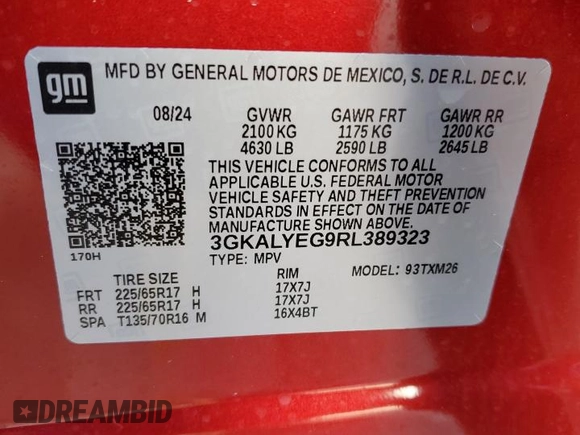 gm
MFD BY GENERAL MOTORS DE MEXICO, S. DE R.L. DE C.V.
08/24 GVWR GAWR FRT GAWR RR
2100 KG 1175 KG 1200 KG
4630 LB 2590 LB 2645 LB
THIS VEHICLE CONFORMS TO ALL
APPLICABLE U.S. FEDERAL MOTOR
VEHICLE SAFETY AND THEFT PREVENTION
STANDARDS IN EFFECT ON THE DATE OF
MANUFACTURE SHOWN ABOVE.
3GKALYEG9RL389323
170H TYPE: MPV MODEL: 93TXM26
TIRE SIZE RIM
FRT 225/65R17 H 17X7J
RR 225/65R17 H 17X7J
SPA T135/70R16 M 16X4BT
DREAMBID